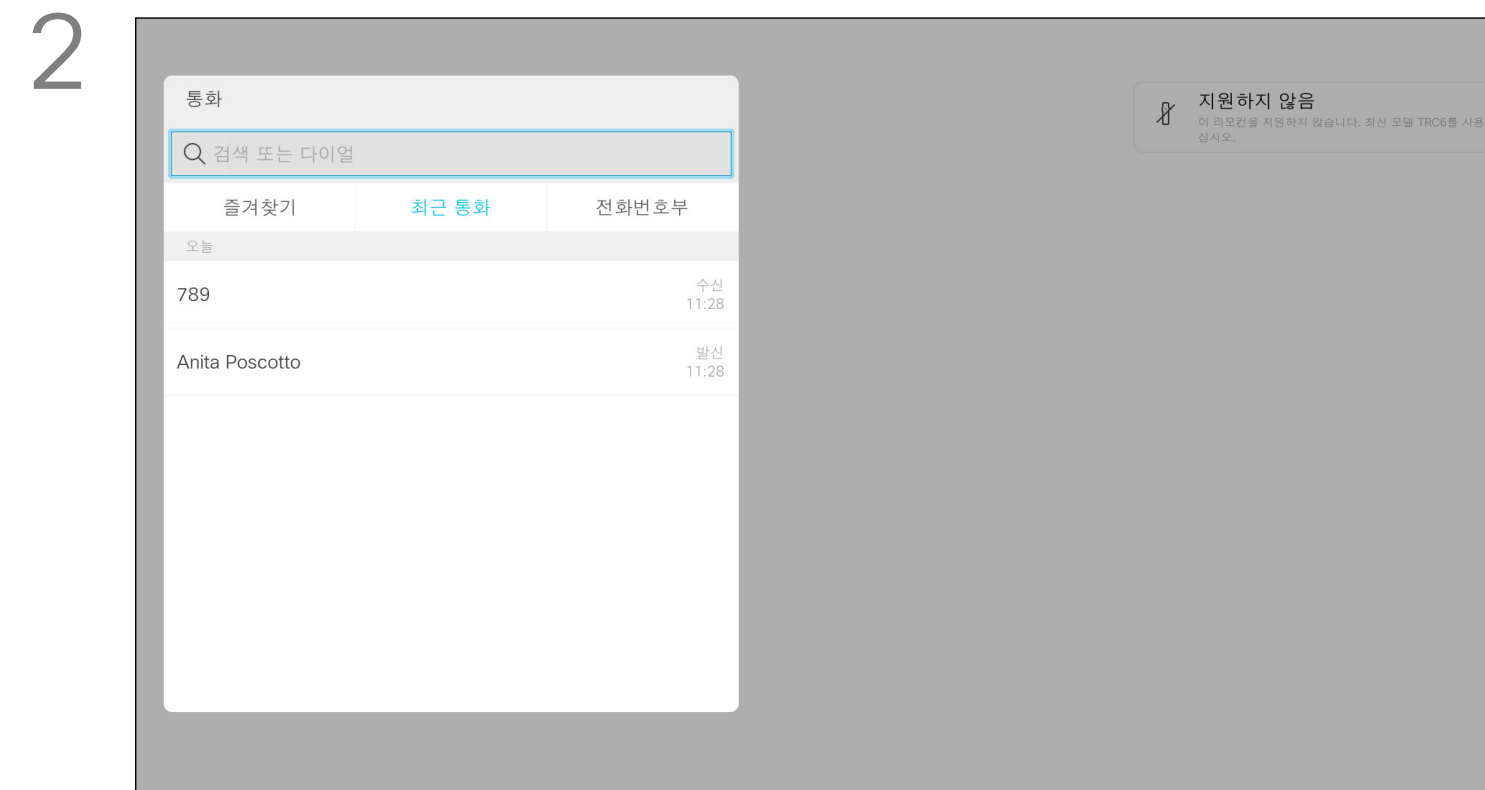 2
통화
검색 또는 다이얼
즐겨찾기 최근 통화 전화번호부
오늘
789
수신
11:28
Anita Poscotto
발신
11:28
지원하지 않음
이 리모컨을 지원하지 않습니다. 최신 모델 TRC6를 사용
십시오.